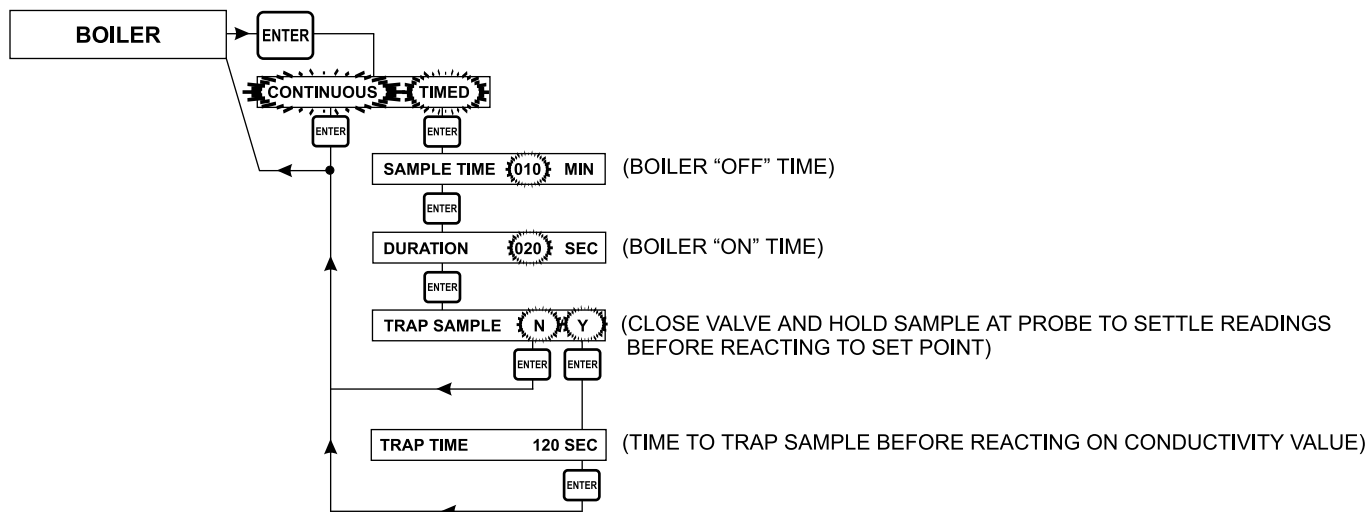 BOILER
ENTER
CONTINUOUS TIMED
ENTER ENTER
SAMPLE TIME 010 MIN (BOILER “OFF” TIME)
ENTER
DURATION 020 SEC (BOILER “ON” TIME)
ENTER
TRAP SAMPLE N / Y (CLOSE VALVE AND HOLD SAMPLE AT PROBE TO SETTLE READINGS
BEFORE REACTING TO SET POINT)
ENTER ENTER
TRAP TIME 120 SEC (TIME TO TRAP SAMPLE BEFORE REACTING ON CONDUCTIVITY VALUE)
ENTER